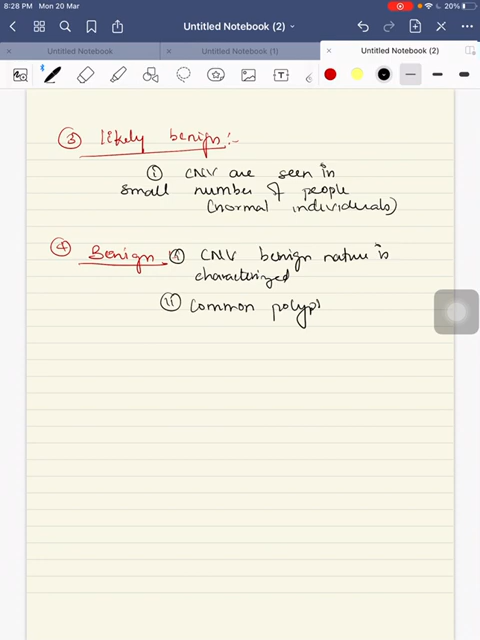 8:28 PM Mon 20 Mar
20%
Untitled Notebook (2)
Untitled Notebook
Untitled Notebook (1)
Untitled Notebook (2)
③ likely benign :-
① CNV are seen in
small number of people
(normal individuals)
④ Benign
CNV benign nature is
characterized
ⅱ common polyp